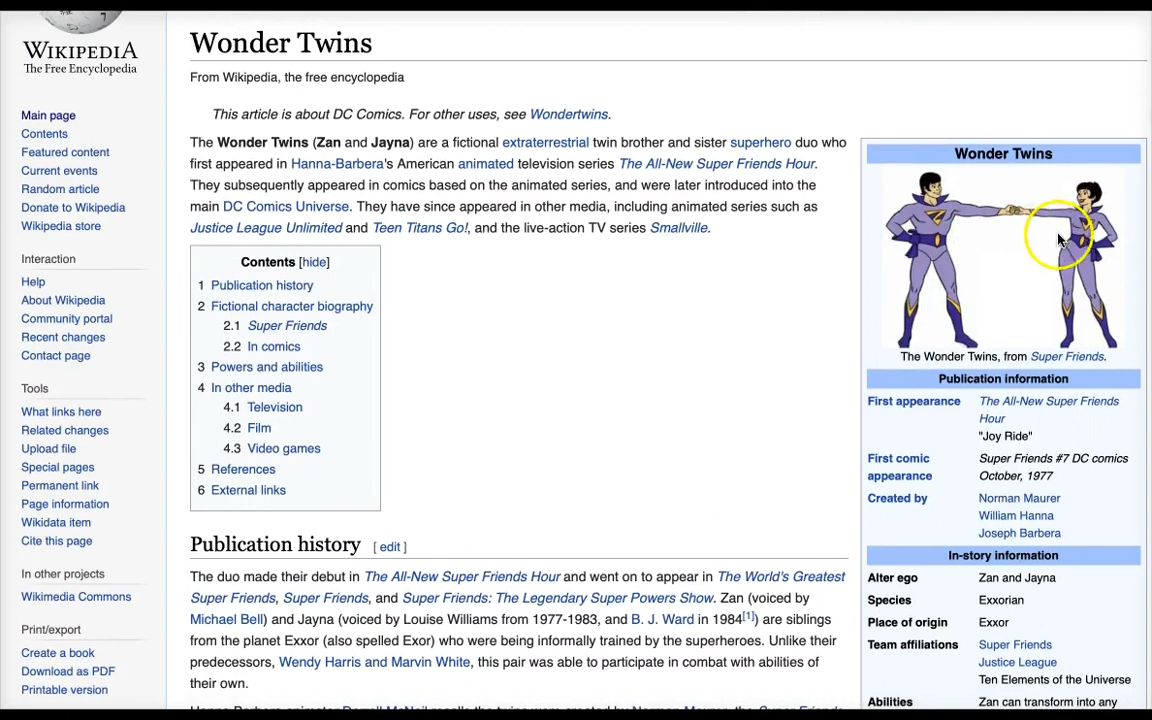 WIKIPEDIA
The Free Encyclopedia
Main page
Contents
Featured content
Current events
Random article
Donate to Wikipedia
Wikipedia store
Interaction
Help
About Wikipedia
Community portal
Recent changes
Contact page
Tools
What links here
Related changes
Upload file
Special pages
Permanent link
Page information
Wikidata item
Cite this page
In other projects
Wikimedia Commons
Print/export
Create a book
Download as PDF
Printable version
Wonder Twins
From Wikipedia, the free encyclopedia
This article is about DC Comics. For other uses, see Wondertwins.
The Wonder Twins (Zan and Jayna) are a fictional extraterrestrial twin brother and sister superhero duo who
first appeared in Hanna-Barbera's American animated television series The All-New Super Friends Hour.
They subsequently appeared in comics based on the animated series, and were later introduced into the
main DC Comics Universe. They have since appeared in other media, including animated series such as
Justice League Unlimited and Teen Titans Go!, and the live-action TV series Smallville.
Contents [hide]
1 Publication history
2 Fictional character biography
2.1 Super Friends
2.2 In comics
3 Powers and abilities
4 In other media
4.1 Television
4.2 Film
4.3 Video games
5 References
6 External links
Publication history [ edit ]
The duo made their debut in The All-New Super Friends Hour and went on to appear in The World's Greatest
Super Friends, Super Friends, and Super Friends: The Legendary Super Powers Show. Zan (voiced by
Michael Bell) and Jayna (voiced by Louise Williams from 1977-1983, and B. J. Ward in 1984[1]) are siblings
from the planet Exxor (also spelled Exor) who were being informally trained by the superheroes. Unlike their
predecessors, Wendy Harris and Marvin White, this pair was able to participate in combat with abilities of
their own.
Wonder Twins
The Wonder Twins, from Super Friends.
Publication information
First appearance The All-New Super Friends
Hour
"Joy Ride"
First comic Super Friends #7 DC comics
appearance October, 1977
Created by Norman Maurer
William Hanna
Joseph Barbera
In-story information
Alter ego Zan and Jayna
Species Exxorian
Place of origin Exxor
Team affiliations Super Friends
Justice League
Ten Elements of the Universe
Abilities Zan can transform into any